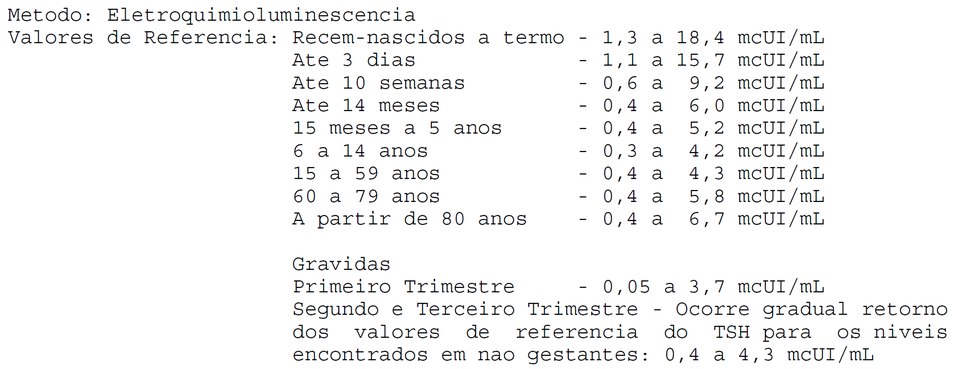 Metodo: Eletroquimioluminescencia
Valores de Referencia: Recem-nascidos a termo - 1,3 a 18,4 mcUI/mL
Ate 3 dias - 1,1 a 15,7 mcUI/mL
Ate 10 semanas - 0,6 a 9,2 mcUI/mL
Ate 14 meses - 0,4 a 6,0 mcUI/mL
15 meses a 5 anos - 0,4 a 5,2 mcUI/mL
6 a 14 anos - 0,3 a 4,2 mcUI/mL
15 a 59 anos - 0,4 a 4,3 mcUI/mL
60 a 79 anos - 0,4 a 5,8 mcUI/mL
A partir de 80 anos - 0,4 a 6,7 mcUI/mL
Gravidas
Primeiro Trimestre - 0,05 a 3,7 mcUI/mL
Segundo e Terceiro Trimestre - Ocorre gradual retorno
dos valores de referencia do TSH para os niveis
encontrados em nao gestantes: 0,4 a 4,3 mcUI/mL